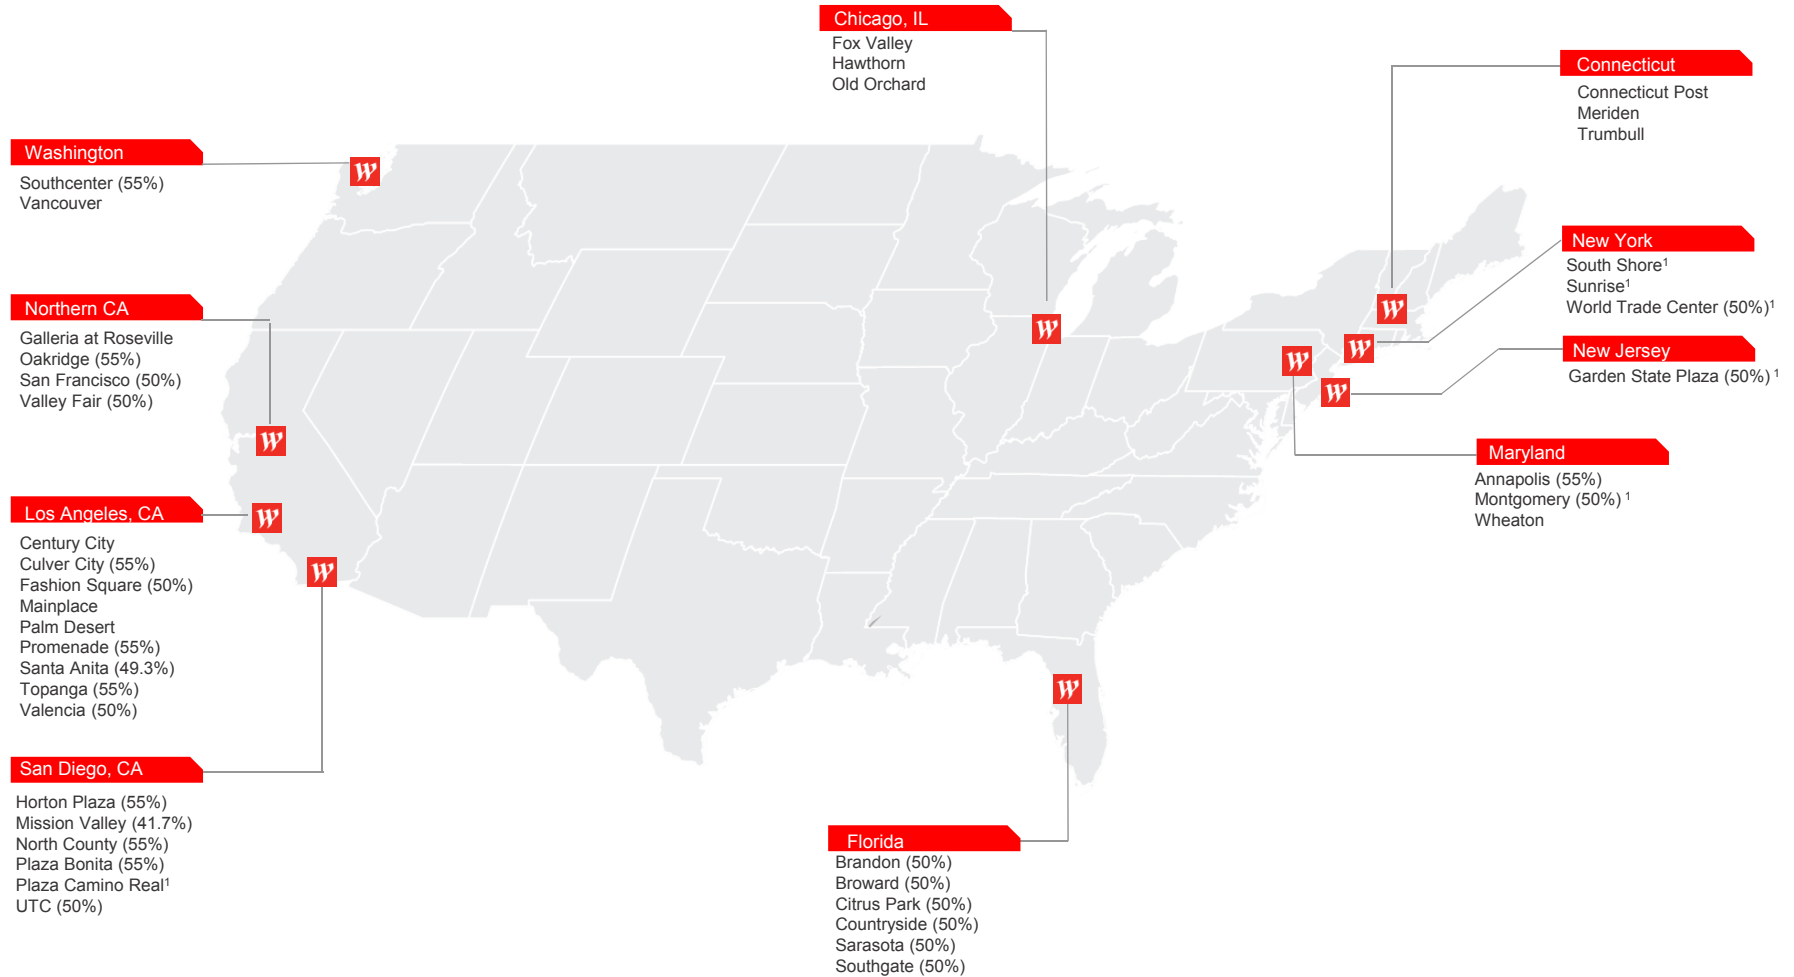 Chicago, IL
Fox Valley
Hawthorn
Old Orchard
Connecticut
Connecticut Post
Meriden
Trumbull
Washington
Southcenter (55%)
Vancouver
New York
South Shore¹
Sunrise¹
World Trade Center (50%)¹
Northern CA
Galleria at Roseville
Oakridge (55%)
San Francisco (50%)
Valley Fair (50%)
New Jersey
Garden State Plaza (50%) ¹
Maryland
Annapolis (55%)
Montgomery (50%) ¹
Wheaton
Los Angeles, CA
Century City
Culver City (55%)
Fashion Square (50%)
Mainplace
Palm Desert
Promenade (55%)
Santa Anita (49.3%)
Topanga (55%)
Valencia (50%)
San Diego, CA
Horton Plaza (55%)
Mission Valley (41.7%)
North County (55%)
Plaza Bonita (55%)
Plaza Camino Real¹
UTC (50%)
Florida
Brandon (50%)
Broward (50%)
Citrus Park (50%)
Countryside (50%)
Sarasota (50%)
Southgate (50%)
W
W
W
W
W
W
W
W
W
W